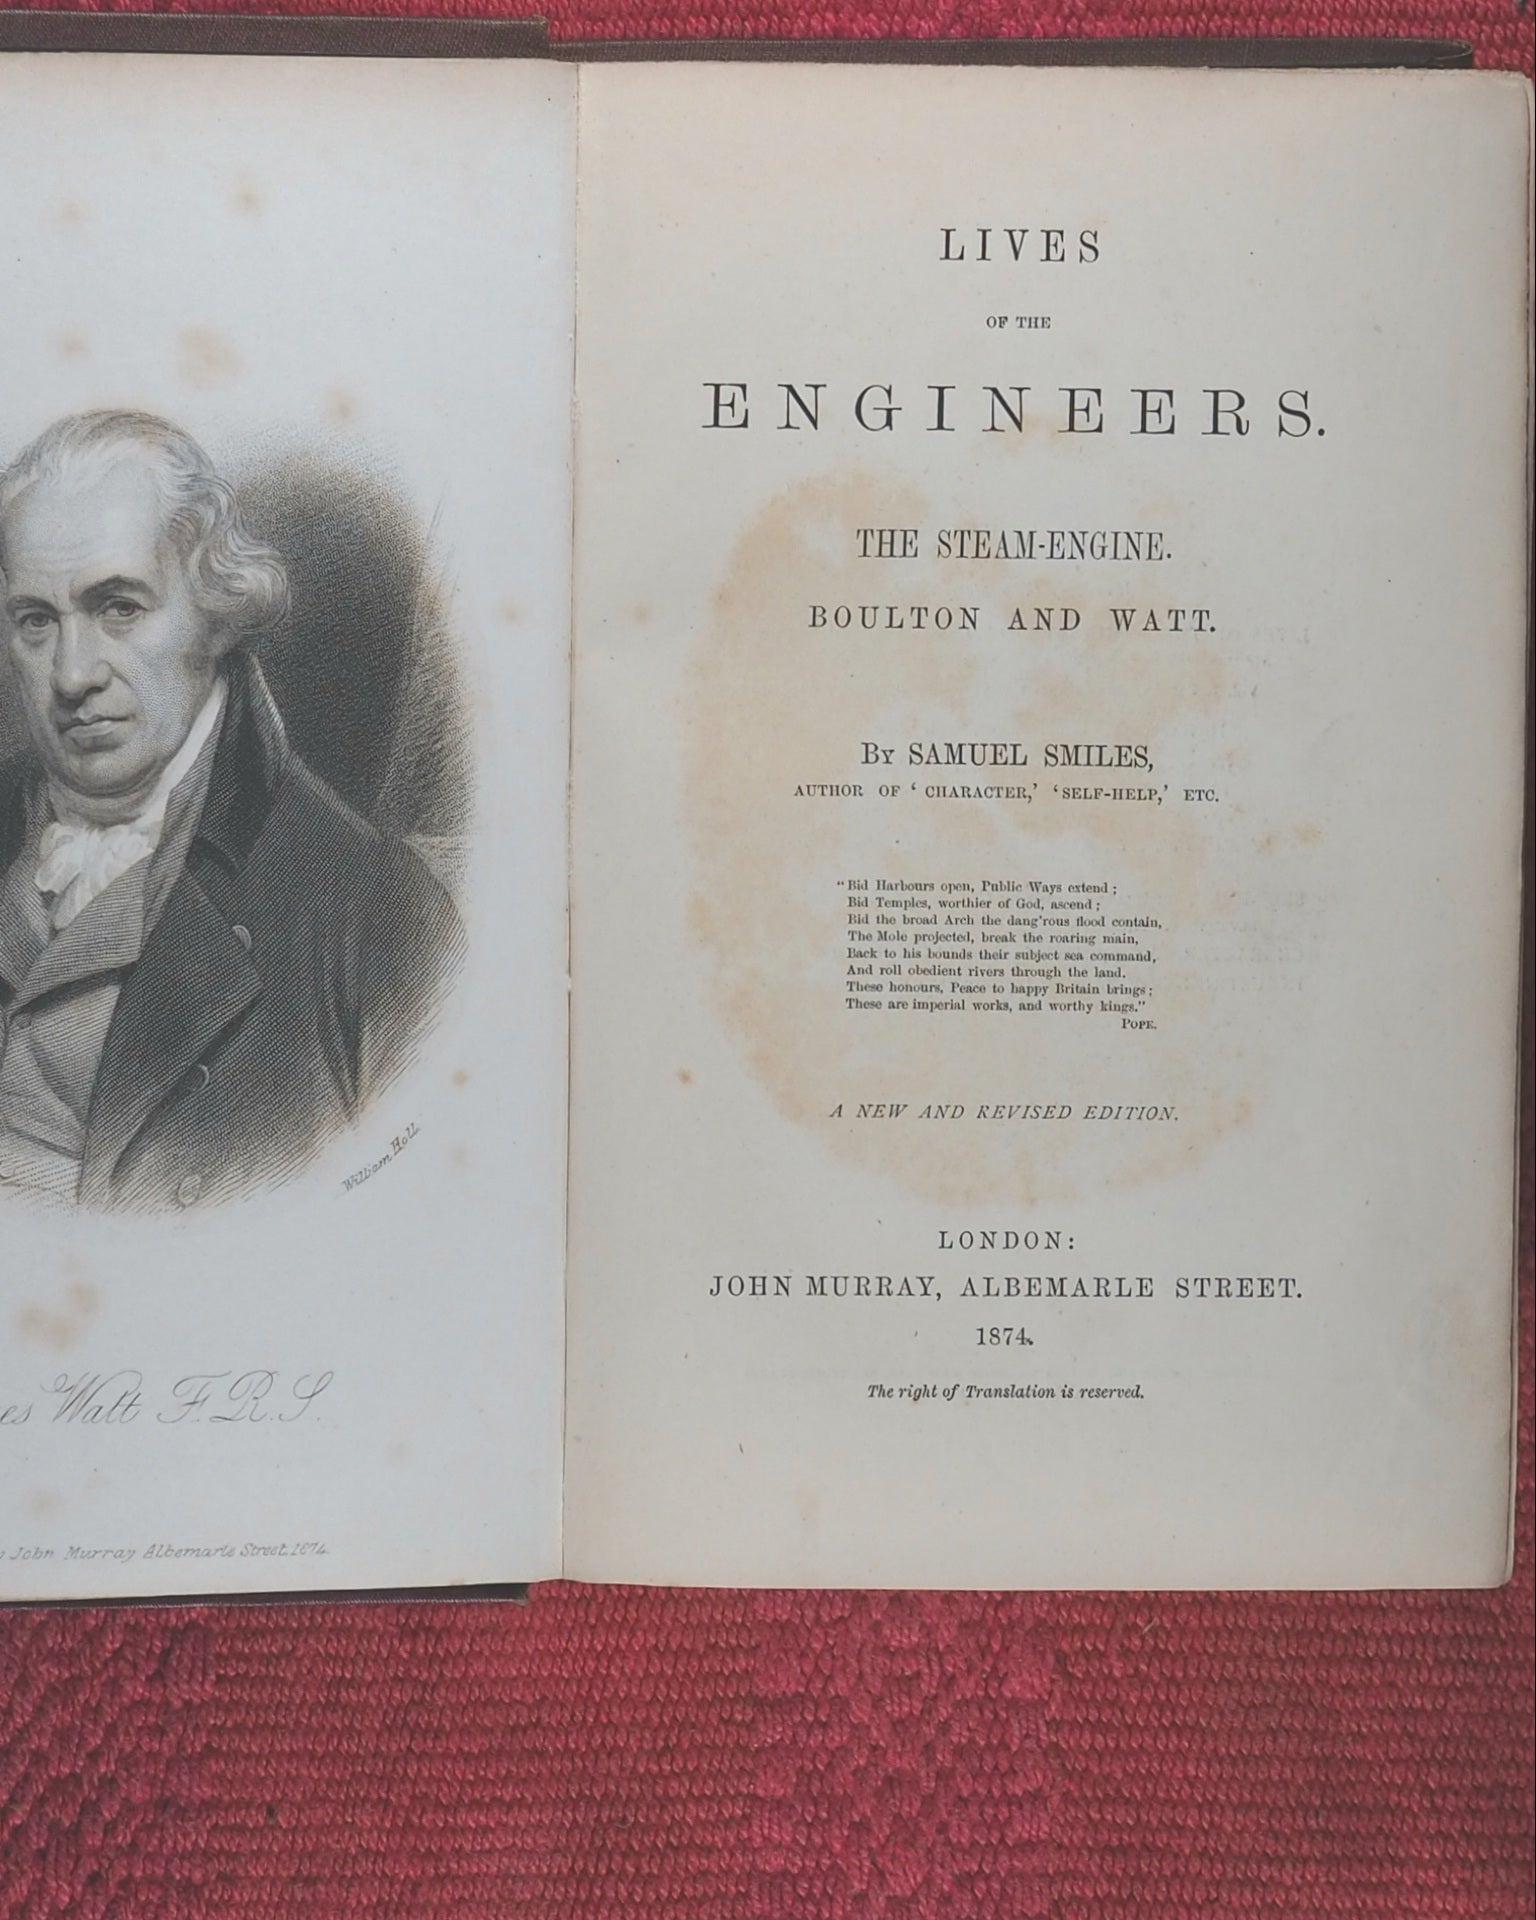 William Holl
es Watt F.R.S.
John Murray Albemarle Street. 1874.
LIVES
OF THE
ENGINEERS.
THE STEAM-ENGINE.
BOULTON AND WATT.
By SAMUEL SMILES,
AUTHOR OF ‘CHARACTER,’ ‘SELF-HELP,’ ETC.
“Bid Harbours open, Public Ways extend;
Bid Temples, worthier of God, ascend;
Bid the broad Arch the dang’rous flood contain,
The Mole projected, break the roaring main,
Back to his bounds their subject sea command,
And roll obedient rivers through the land.
These honours, Peace to happy Britain brings;
These are imperial works, and worthy kings.”
POPE.
A NEW AND REVISED EDITION.
LONDON:
JOHN MURRAY, ALBEMARLE STREET.
1874.
The right of Translation is reserved.